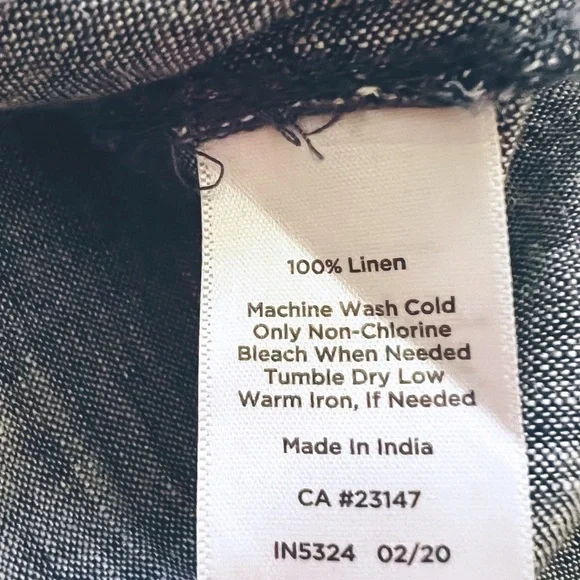 100% Linen
Machine Wash Cold
Only Non-Chlorine
Bleach When Needed
Tumble Dry Low
Warm Iron, If Needed
Made In India
CA #23147
IN5324 02/20